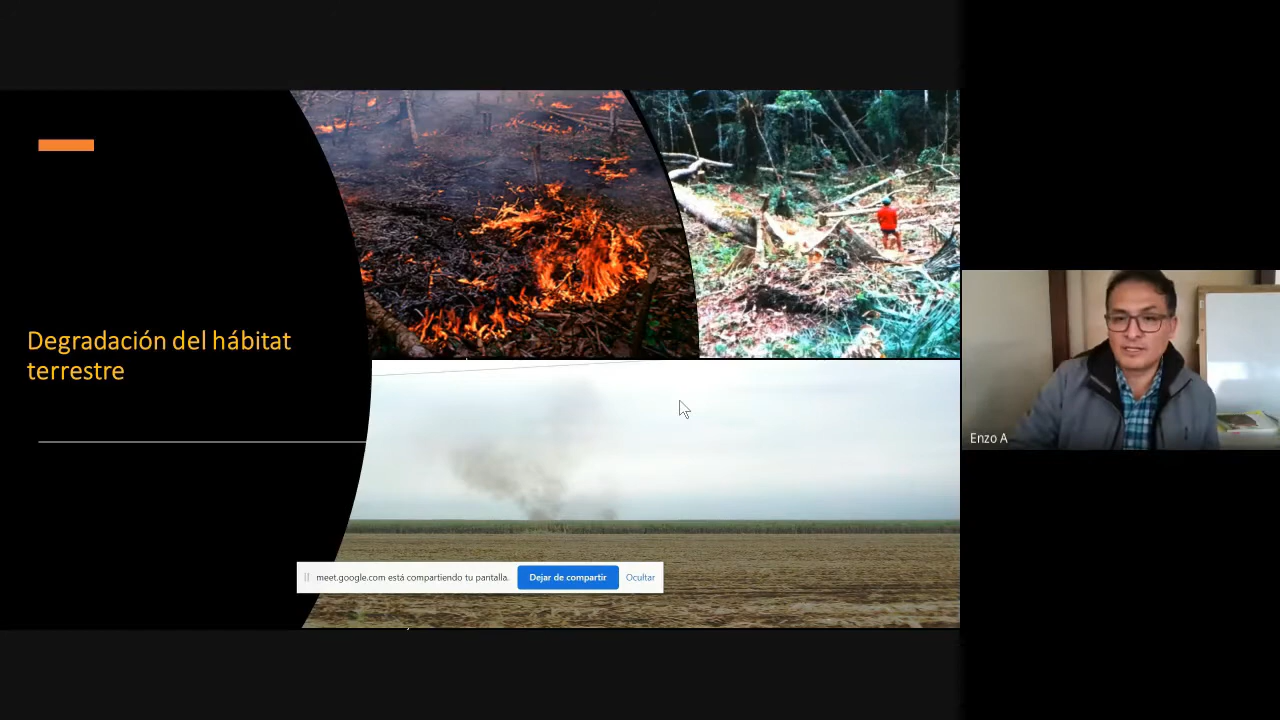 Degradación del hábitat
terrestre
meet.google.com está compartiendo tu pantalla.
Dejar de compartir
Ocultar
Enzo A